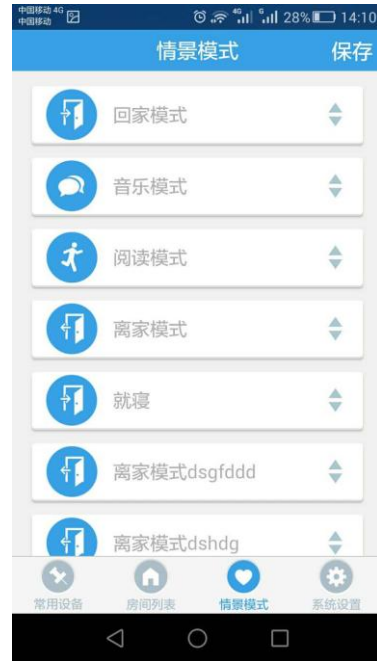 中国移动 4G
中国移动
4G
G
28%
14:10
情景模式
保存
回家模式
音乐模式
阅读模式
离家模式
就寝
离家模式dsgfddd
离家模式dshdg
常用设备
房间列表
情景模式
系统设置